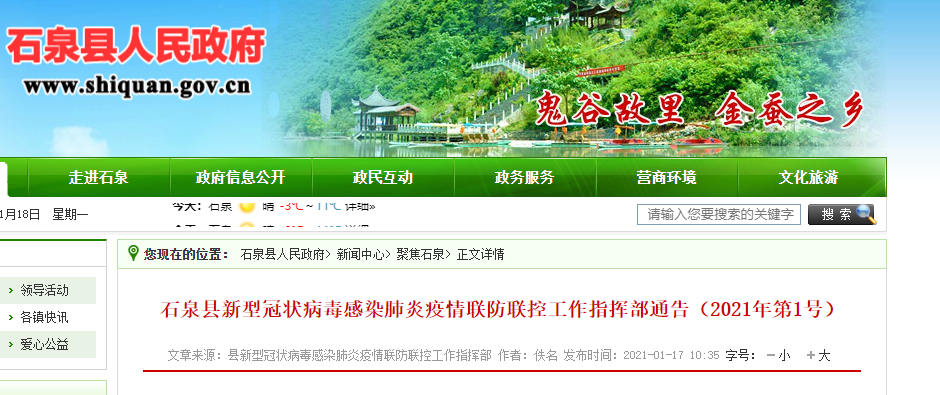 石泉县人民政府
www.shiquan.gov.cn
鬼谷故里 金蚕之乡
走进石泉 政府信息公开 政民互动 政务服务 营商环境 文化旅游
1月18日 星期一 今天：石泉 晴 -3℃ ~ 11℃ 详细» 请输入您要搜索的关键字 搜索
您现在的位置： 石泉县人民政府> 新闻中心> 聚焦石泉> 正文详情
领导活动
各镇快讯
爱心公益
石泉县新型冠状病毒感染肺炎疫情联防联控工作指挥部通告（2021年第1号）
文章来源：县新型冠状病毒感染肺炎疫情联防联控工作指挥部 作者：佚名 发布时间：2021-01-17 10:35 字号：－小 ＋大